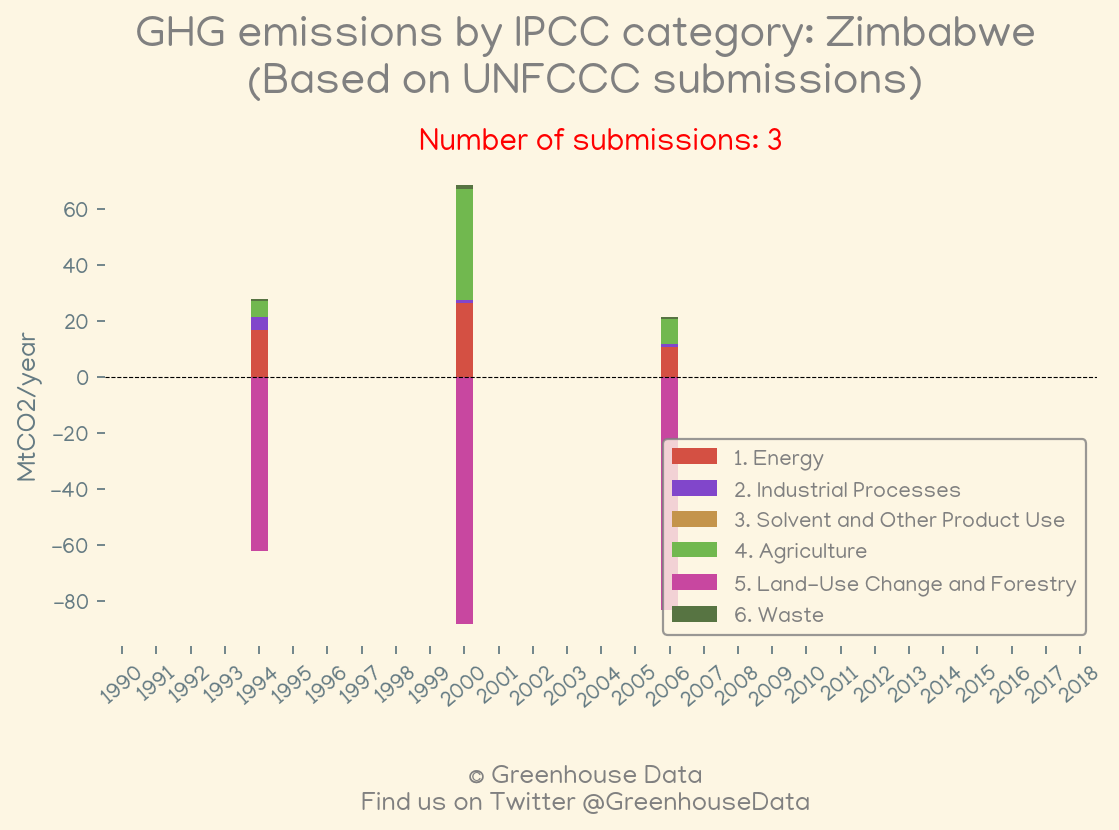 GHG emissions by IPCC category: Zimbabwe
(Based on UNFCCC submissions)
Number of submissions: 3
MtCO2/year
60
40
20
0
−20
−40
−60
−80
1. Energy
2. Industrial Processes
3. Solvent and Other Product Use
4. Agriculture
5. Land-Use Change and Forestry
6. Waste
1990 1991 1992 1993 1994 1995 1996 1997 1998 1999 2000 2001 2002 2003 2004 2005 2006 2007 2008 2009 2010 2011 2012 2013 2014 2015 2016 2017 2018
© Greenhouse Data
Find us on Twitter @GreenhouseData